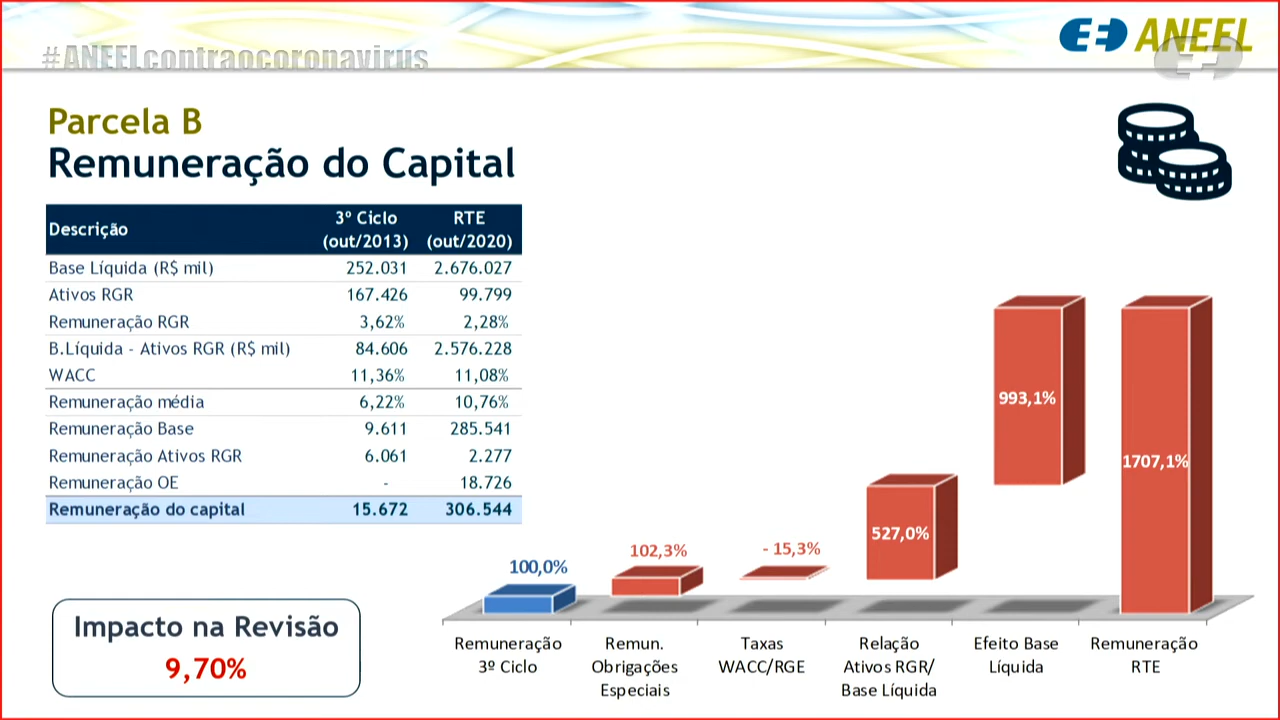 #ANEELcontraocoronavirus
ANEEL
Parcela B
Remuneração do Capital
Descrição 3º Ciclo (out/2013) RTE (out/2020)
Base Líquida (R$ mil) 252.031 2.676.027
Ativos RGR 167.426 99.799
Remuneração RGR 3,62% 2,28%
B.Líquida - Ativos RGR (R$ mil) 84.606 2.576.228
WACC 11,36% 11,08%
Remuneração média 6,22% 10,76%
Remuneração Base 9.611 285.541
Remuneração Ativos RGR 6.061 2.277
Remuneração OE - 18.726
Remuneração do capital 15.672 306.544
Impacto na Revisão
9,70%
100,0%
102,3%
- 15,3%
527,0%
993,1%
1707,1%
Remuneração
3º Ciclo
Remun.
Obrigações
Especiais
Taxas
WACC/RGE
Relação
Ativos RGR/
Base Líquida
Efeito Base
Líquida
Remuneração
RTE